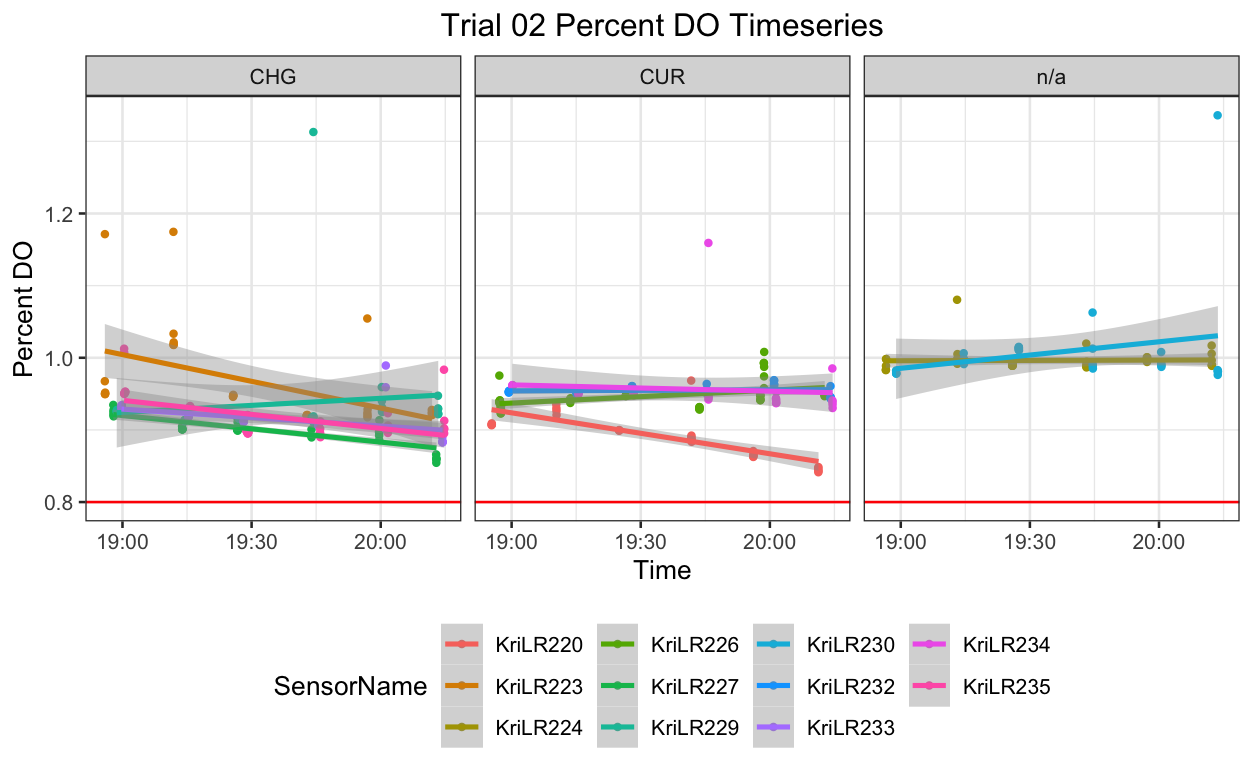 Trial 02 Percent DO Timeseries
CHG CUR n/a
Percent DO
1.2
1.0
0.8
19:00 19:30 20:00 19:00 19:30 20:00 19:00 19:30 20:00
Time
SensorName
KriLR220 KriLR226 KriLR230 KriLR234
KriLR223 KriLR227 KriLR232 KriLR235
KriLR224 KriLR229 KriLR233